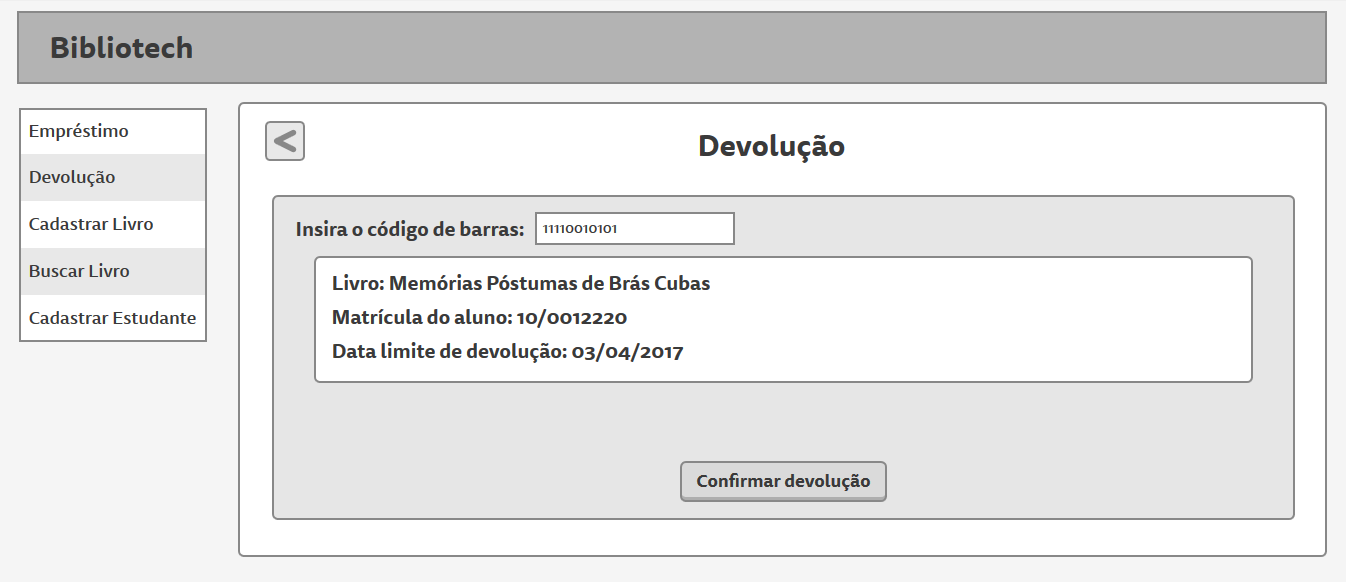 Bibliotech
Empréstimo
Devolução
Cadastrar Livro
Buscar Livro
Cadastrar Estudante
<
Devolução
Insira o código de barras: 11110010101
Livro: Memórias Póstumas de Brás Cubas
Matrícula do aluno: 10/0012220
Data limite de devolução: 03/04/2017
Confirmar devolução